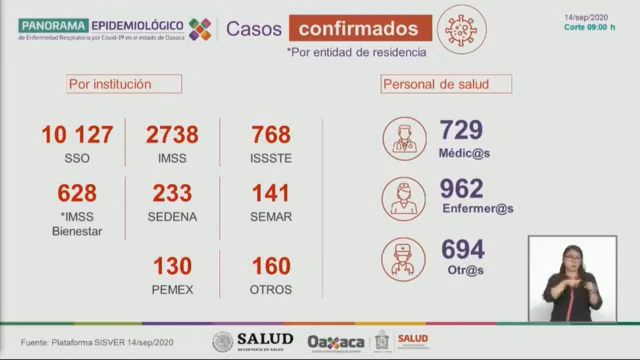 PANORAMA EPIDEMIOLÓGICO
de Enfermedad Respiratoria por Covid-19 en el estado de Oaxaca
Casos confirmados
*Por entidad de residencia
14/sep/2020
Corte 09:00 h
Por institución
10 127
SSO
2738
IMSS
768
ISSSTE
628
*IMSS
Bienestar
233
SEDENA
141
SEMAR
130
PEMEX
160
OTROS
Personal de salud
729
Médic@s
962
Enfermer@s
694
Otr@s
Fuente: Plataforma SISVER 14/sep/2020
SALUD
SECRETARÍA DE SALUD
Oaxaca
SALUD